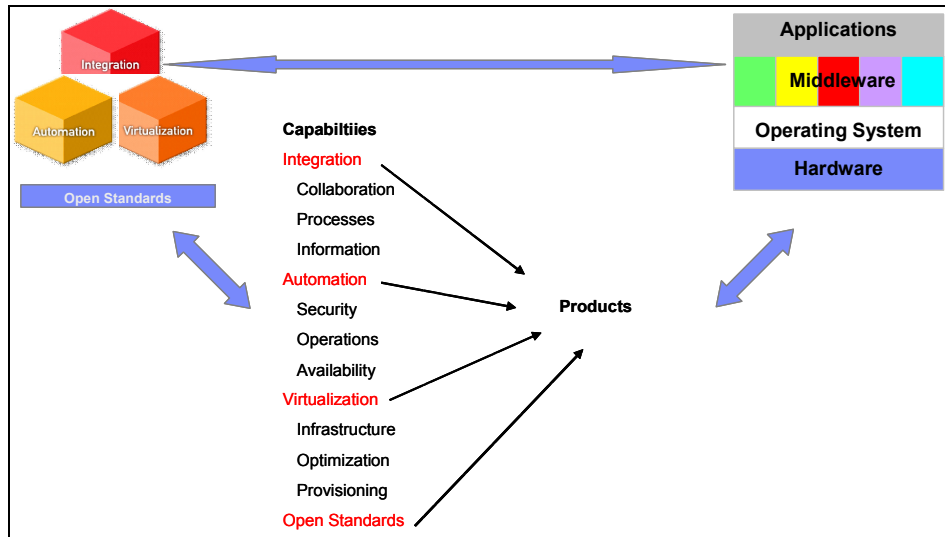 Integration
Automation
Virtualization
Open Standards
Applications
Middleware
Operating System
Hardware
Capabiltiies
Integration
Collaboration
Processes
Information
Automation
Security
Operations
Availability
Virtualization
Infrastructure
Optimization
Provisioning
Open Standards
Products